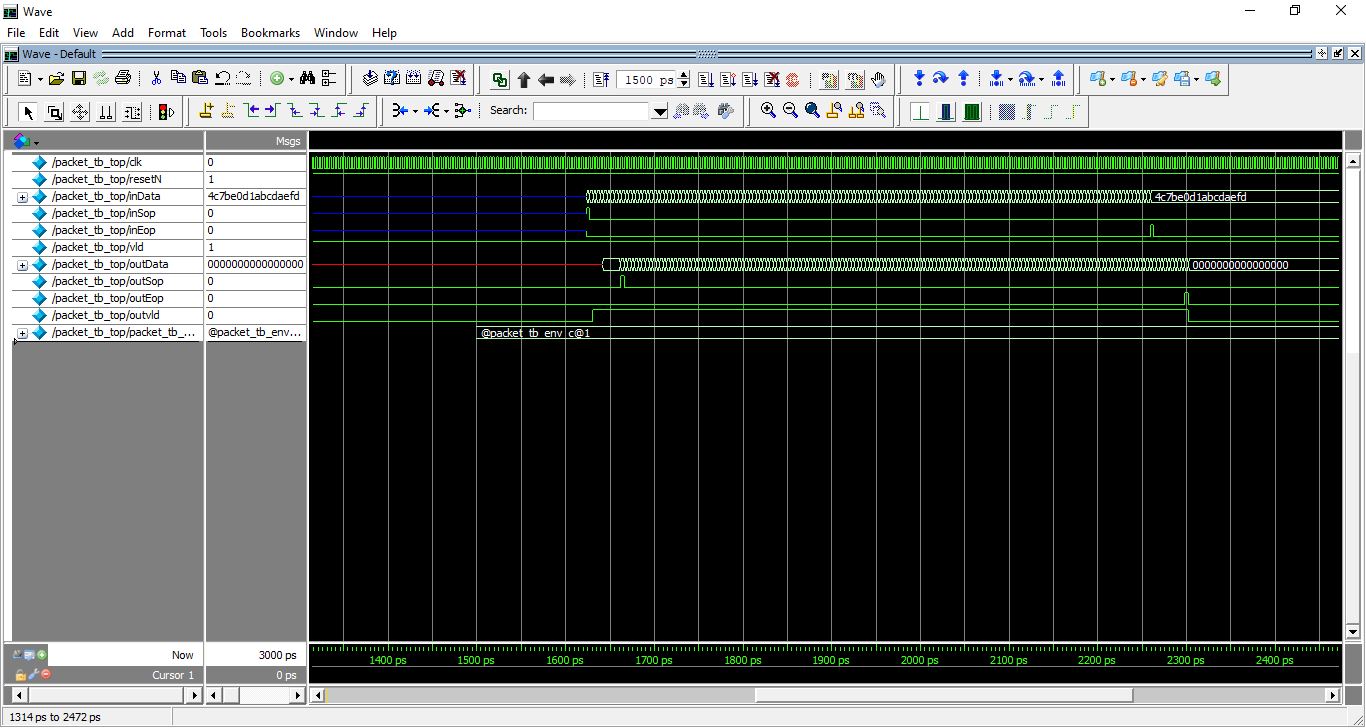 Wave
File Edit View Add Format Tools Bookmarks Window Help
Wave - Default
1500 ps
Search:
Msgs
/packet_tb_top/clk 0
/packet_tb_top/resetN 1
/packet_tb_top/inData 4c7be0d1abcdaefd 4c7be0d1abcdaefd
/packet_tb_top/inSop 0
/packet_tb_top/inEop 0
/packet_tb_top/vld 1
/packet_tb_top/outData 0000000000000000 0000000000000000
/packet_tb_top/outSop 0
/packet_tb_top/outEop 0
/packet_tb_top/outvld 0
/packet_tb_top/packet_tb_... @packet_tb_env... @packet_tb_env_c@1
Now 3000 ps
1400 ps 1500 ps 1600 ps 1700 ps 1800 ps 1900 ps 2000 ps 2100 ps 2200 ps 2300 ps 2400 ps
Cursor 1 0 ps
1314 ps to 2472 ps